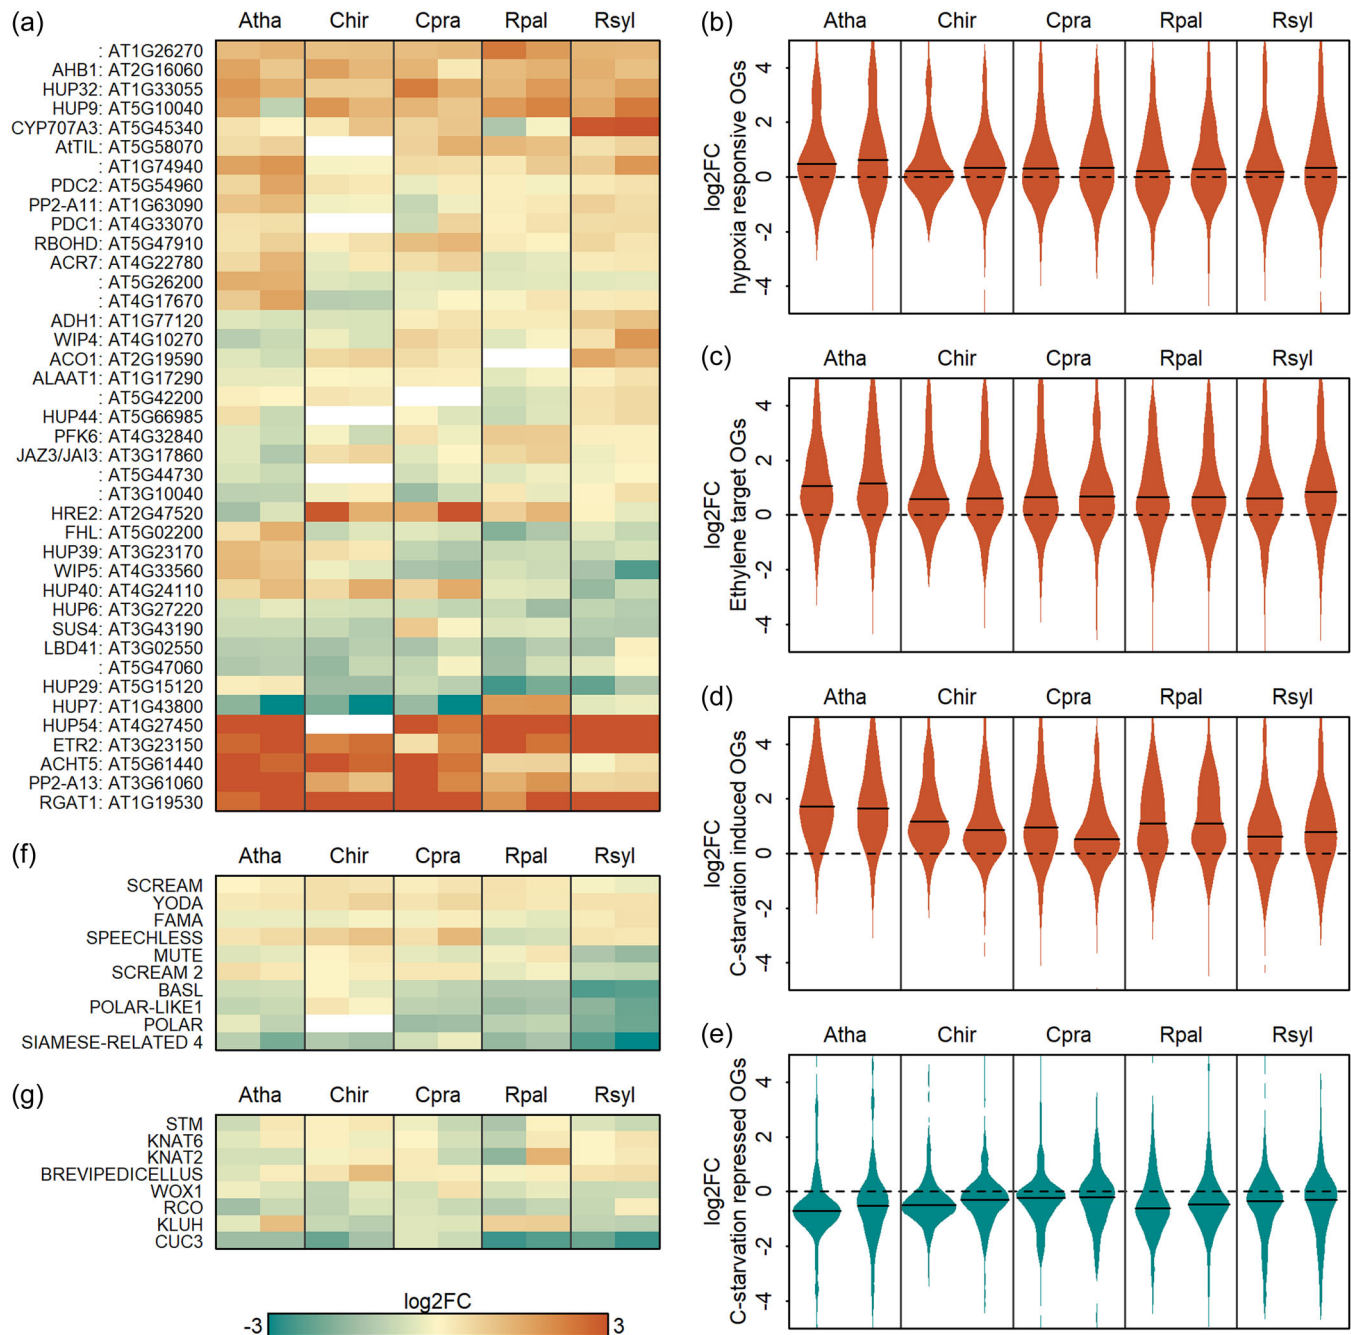 (a)
Atha Chir Cpra Rpal Rsyl
: AT1G26270
AHB1: AT2G16060
HUP32: AT1G33055
HUP9: AT5G10040
CYP707A3: AT5G45340
AtTIL: AT5G58070
: AT1G74940
PDC2: AT5G54960
PP2-A11: AT1G63090
PDC1: AT4G33070
RBOHD: AT5G47910
ACR7: AT4G22780
: AT5G26200
: AT4G17670
ADH1: AT1G77120
WIP4: AT4G10270
ACO1: AT2G19590
ALAAT1: AT1G17290
: AT5G42200
HUP44: AT5G66985
PFK6: AT4G32840
JAZ3/JAI3: AT3G17860
: AT5G44730
: AT3G10040
HRE2: AT2G47520
FHL: AT5G02200
HUP39: AT3G23170
WIP5: AT4G33560
HUP40: AT4G24110
HUP6: AT3G27220
SUS4: AT3G43190
LBD41: AT3G02550
: AT5G47060
HUP29: AT5G15120
HUP7: AT1G43800
HUP54: AT4G27450
ETR2: AT3G23150
ACHT5: AT5G61440
PP2-A13: AT3G61060
RGAT1: AT1G19530
(f)
Atha Chir Cpra Rpal Rsyl
SCREAM
YODA
FAMA
SPEECHLESS
MUTE
SCREAM 2
BASL
POLAR-LIKE1
POLAR
SIAMESE-RELATED 4
(g)
Atha Chir Cpra Rpal Rsyl
STM
KNAT6
KNAT2
BREVIPEDICELLUS
WOX1
RCO
KLUH
CUC3
log2FC
-3 3
(b)
Atha Chir Cpra Rpal Rsyl
log2FC
hypoxia responsive OGs
4
2
0
-2
-4
(c)
Atha Chir Cpra Rpal Rsyl
log2FC
Ethylene target OGs
4
2
0
-2
-4
(d)
Atha Chir Cpra Rpal Rsyl
log2FC
C-starvation induced OGs
4
2
0
-2
-4
(e)
Atha Chir Cpra Rpal Rsyl
log2FC
C-starvation repressed OGs
4
2
0
-2
-4